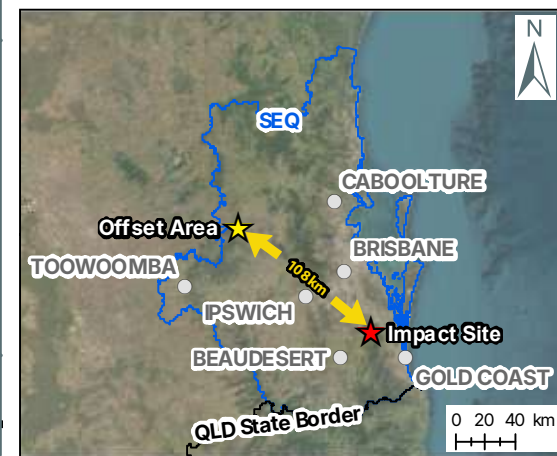 N
SEQ
CABOOLTURE
Offset Area
BRISBANE
TOOWOOMBA
108km
IPSWICH
Impact Site
BEAUDESERT
GOLD COAST
QLD State Border
0 20 40 km